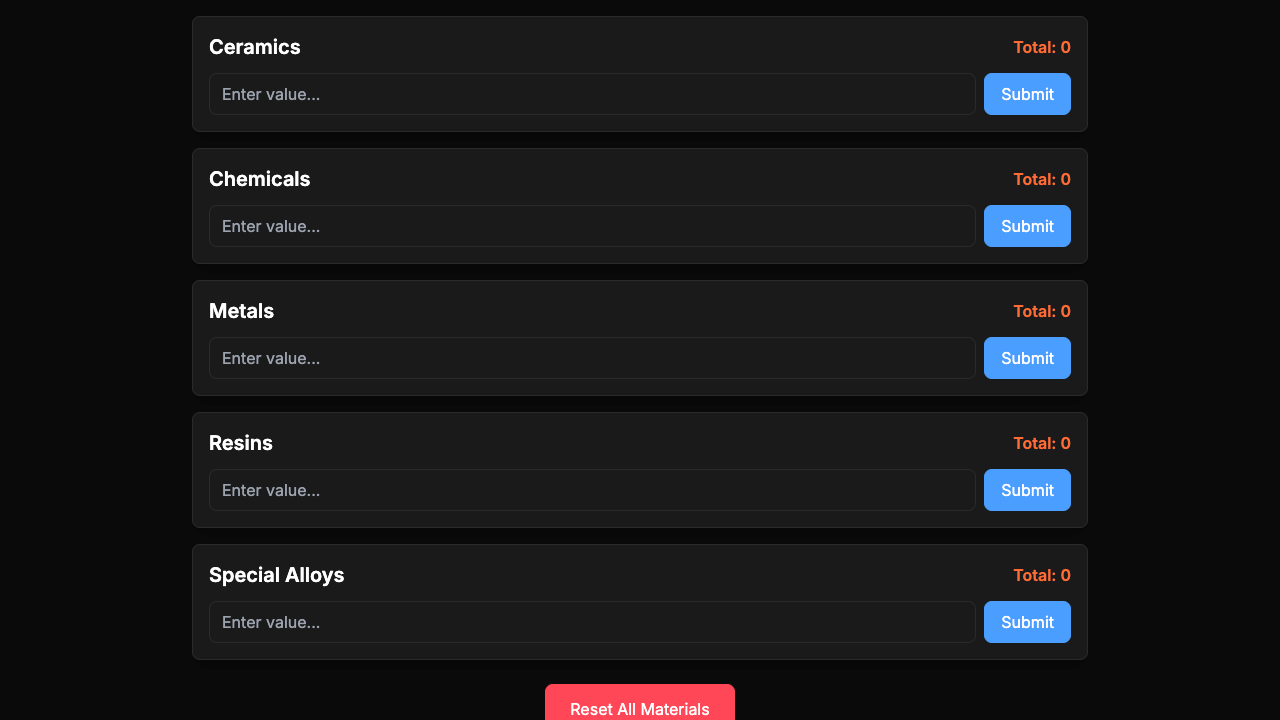 Ceramics
Total: 0
Enter value...
Submit
Chemicals
Total: 0
Enter value...
Submit
Metals
Total: 0
Enter value...
Submit
Resins
Total: 0
Enter value...
Submit
Special Alloys
Total: 0
Enter value...
Submit
Reset All Materials